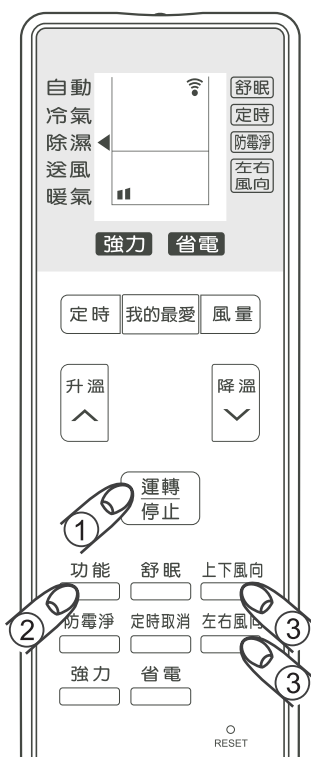 自動
冷氣
除濕
送風
暖氣
舒眠
定時
防霉淨
左右
風向
強力 省電
定時 我的最愛 風量
升溫 降溫
運轉
停止
①
功能 舒眠 上下風向
② ③
防霉淨 定時取消 左右風向
③
強力 省電
RESET